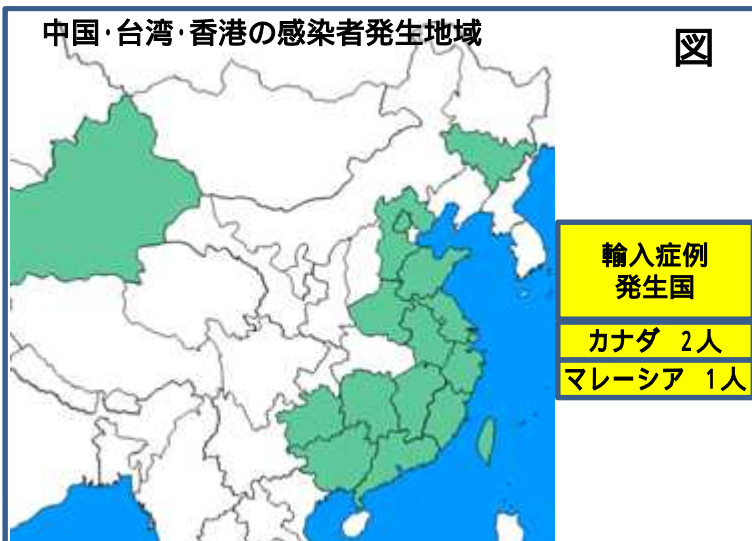 中国･台湾･香港の感染者発生地域
図
輸入症例
発生国
カナダ 2人
マレーシア 1人